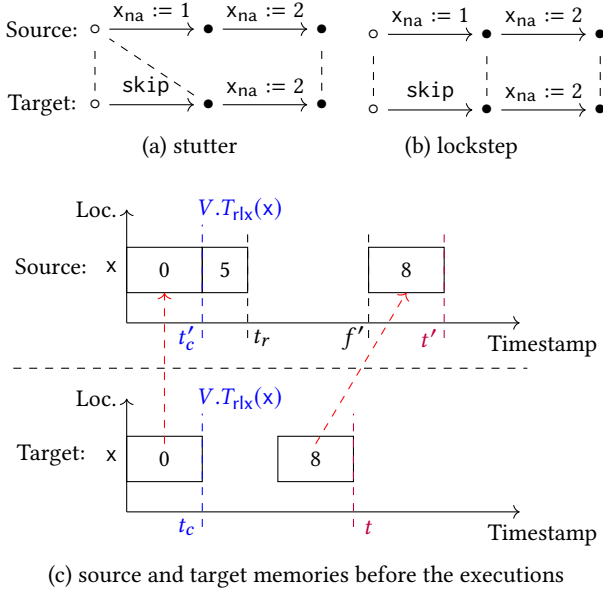 Source: x_na := 1 x_na := 2
Target: skip x_na := 2
(a) stutter
x_na := 1 x_na := 2
skip x_na := 2
(b) lockstep
Loc. V.T_rlx(x)
Source: x 0 5 8
t′_c t_r f′ t′
Timestamp
Loc. V.T_rlx(x)
Target: x 0 8
t_c t
Timestamp
(c) source and target memories before the executions